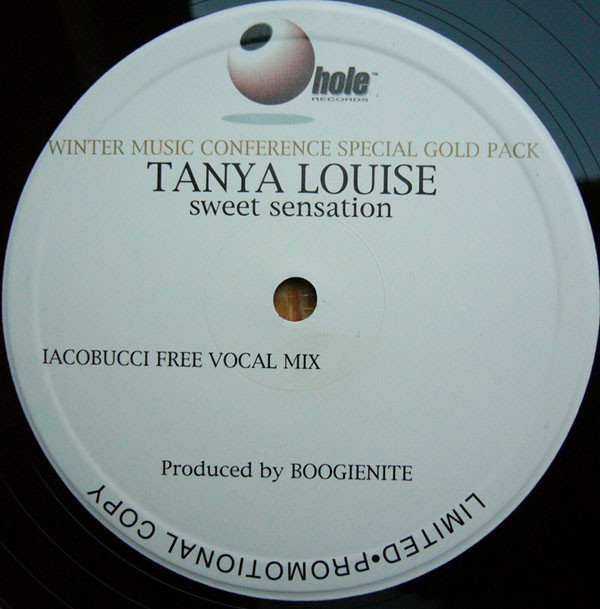 hole™
RECORDS
WINTER MUSIC CONFERENCE SPECIAL GOLD PACK
TANYA LOUISE
sweet sensation
IACOBUCCI FREE VOCAL MIX
Produced by BOOGIENITE
LIMITED•PROMOTIONAL COPY